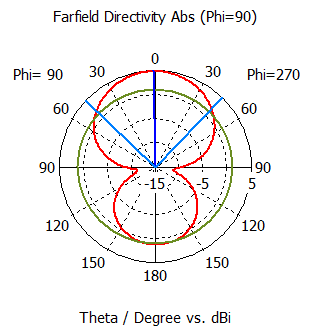 Farfield Directivity Abs (Phi=90)
0
Phi= 90 30 30 Phi=270
60 60
90 -15 -5 5 90
120 120
150 150
180
Theta / Degree vs. dBi